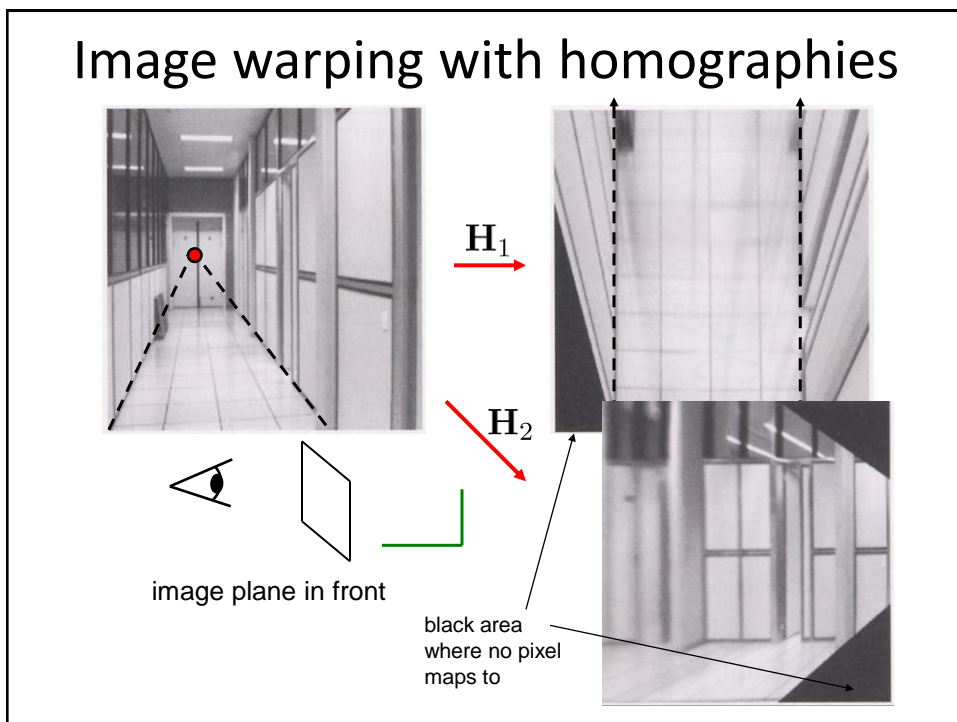 Image warping with homographies
H1
H2
image plane in front
black area
where no pixel
maps to